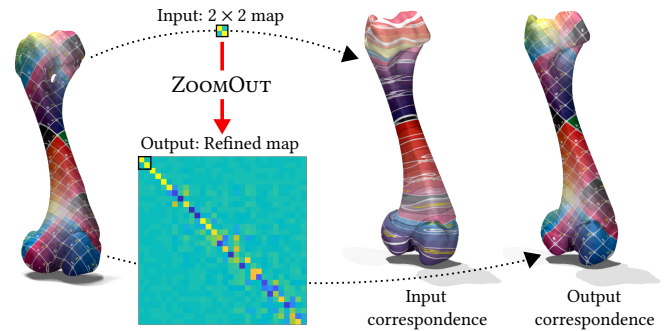 Input: 2 × 2 map
ZOOMOUT
Output: Refined map
Input
correspondence
Output
correspondence